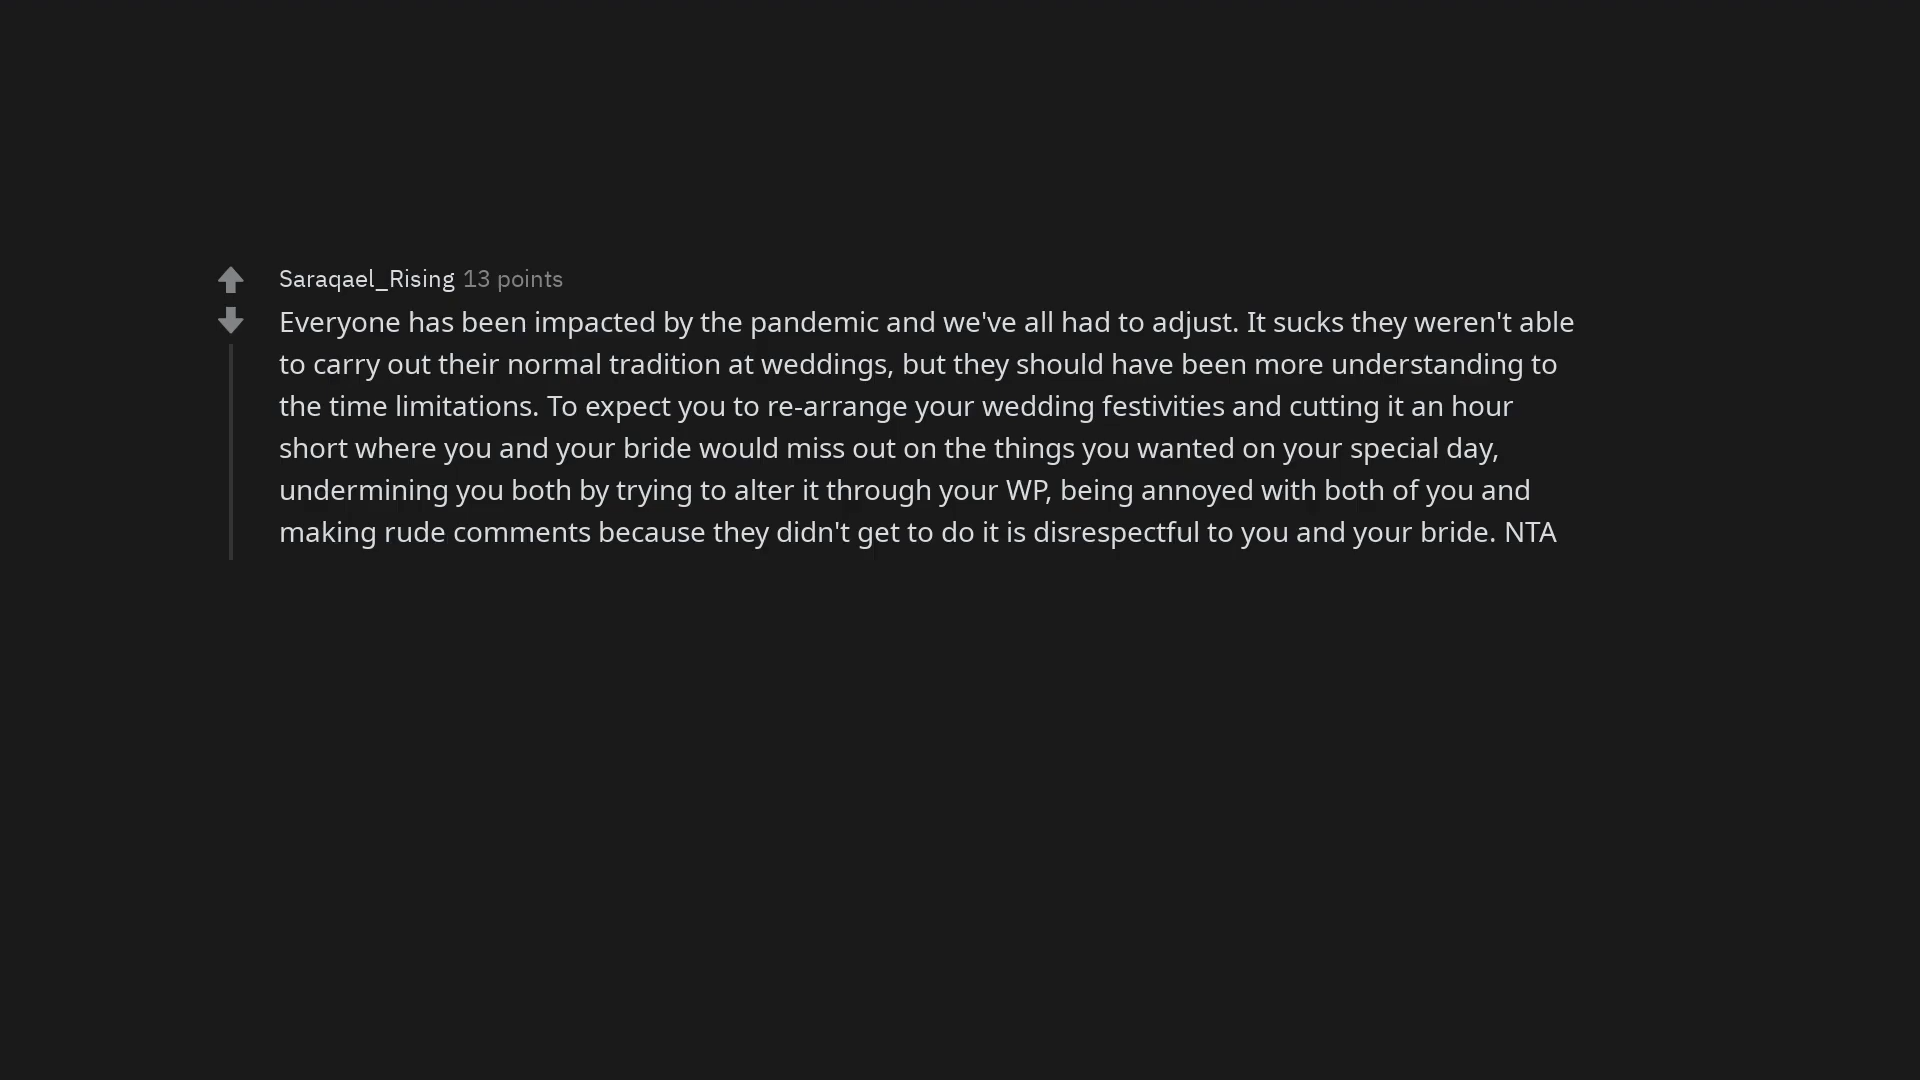 Saraqael_Rising 13 points
Everyone has been impacted by the pandemic and we've all had to adjust. It sucks they weren't able
to carry out their normal tradition at weddings, but they should have been more understanding to
the time limitations. To expect you to re-arrange your wedding festivities and cutting it an hour
short where you and your bride would miss out on the things you wanted on your special day,
undermining you both by trying to alter it through your WP, being annoyed with both of you and
making rude comments because they didn't get to do it is disrespectful to you and your bride. NTA